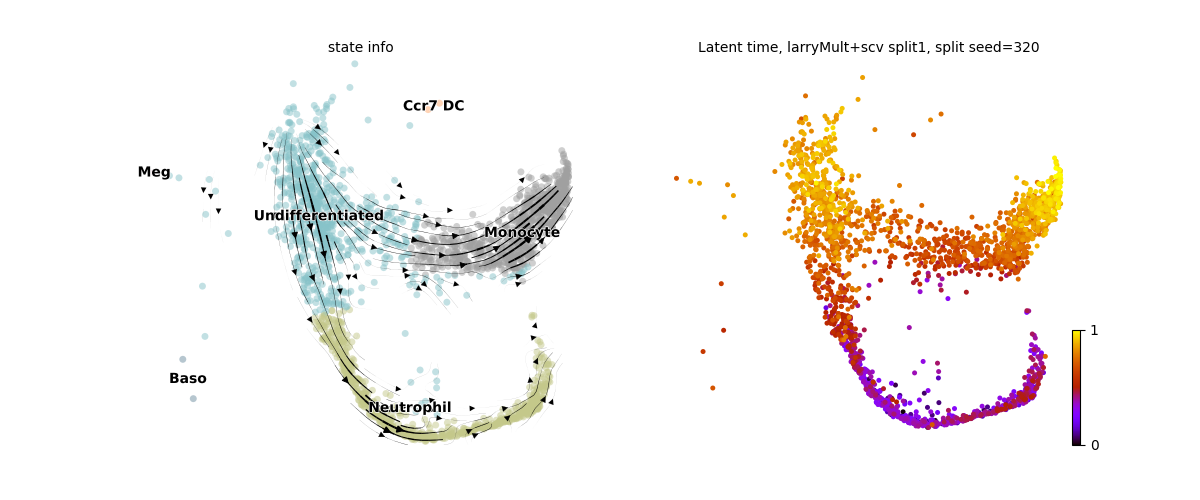 state info
Latent time, larryMult+scv split1, split seed=320
Ccr7 DC
Meg
Undifferentiated
Monocyte
Baso
Neutrophil
1
0